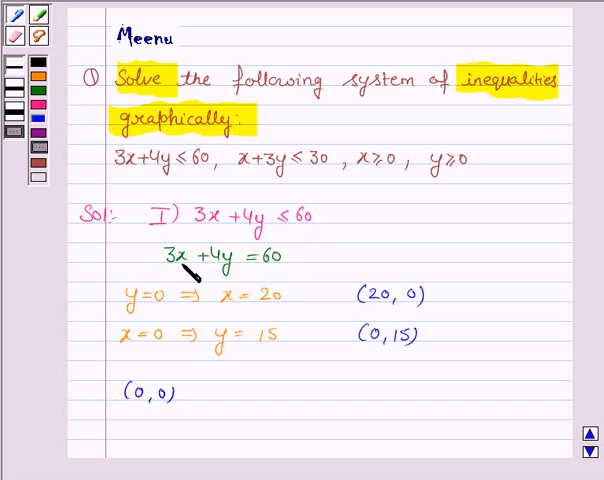 Meenu
① Solve the following system of inequalities
graphically:
3x+4y≤60, x+3y≤30, x≥0, y≥0
Sol:- I) 3x+4y≤60
3x+4y=60
y=0 ⇒ x=20 (20, 0)
x=0 ⇒ y=15 (0,15)
(0,0)